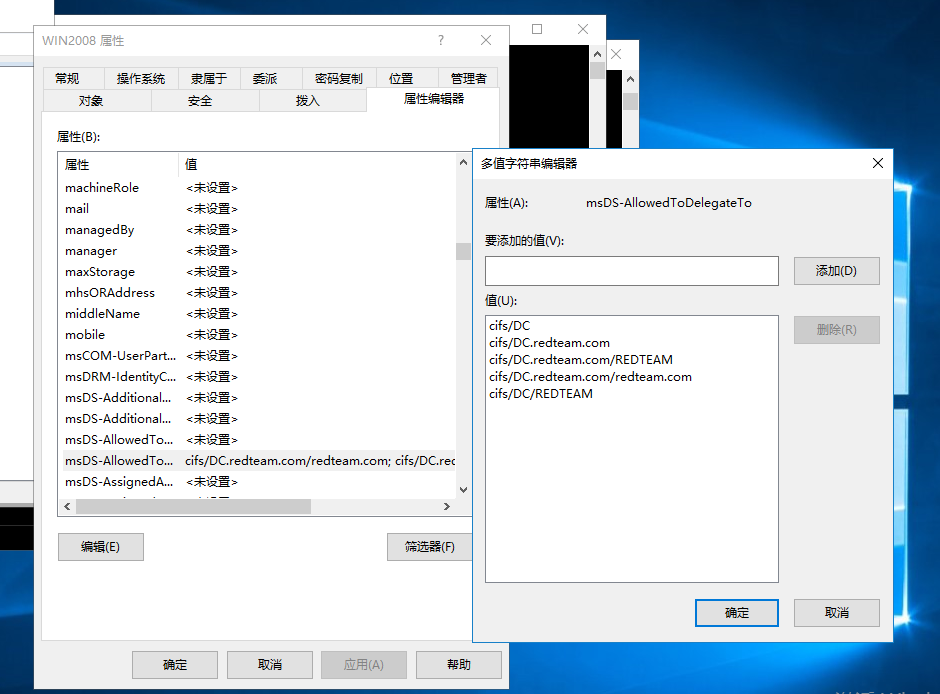 WIN2008 属性
?
常规 操作系统 隶属于 委派 密码复制 位置 管理者
对象 安全 拨入 属性编辑器
属性(B):
属性 值
machineRole <未设置>
mail <未设置>
managedBy <未设置>
manager <未设置>
maxStorage <未设置>
mhsORAddress <未设置>
middleName <未设置>
mobile <未设置>
msCOM-UserPart... <未设置>
msDRM-IdentityC... <未设置>
msDS-Additional... <未设置>
msDS-Additional... <未设置>
msDS-AllowedTo... <未设置>
msDS-AllowedTo... cifs/DC.redteam.com/redteam.com; cifs/DC.rec
msDS-AssignedA... <未设置>
编辑(E) 筛选器(F)
确定 取消 应用(A) 帮助
多值字符串编辑器
属性(A): msDS-AllowedToDelegateTo
要添加的值(V):
添加(D)
值(U):
删除(R)
cifs/DC
cifs/DC.redteam.com
cifs/DC.redteam.com/REDTEAM
cifs/DC.redteam.com/redteam.com
cifs/DC/REDTEAM
确定 取消